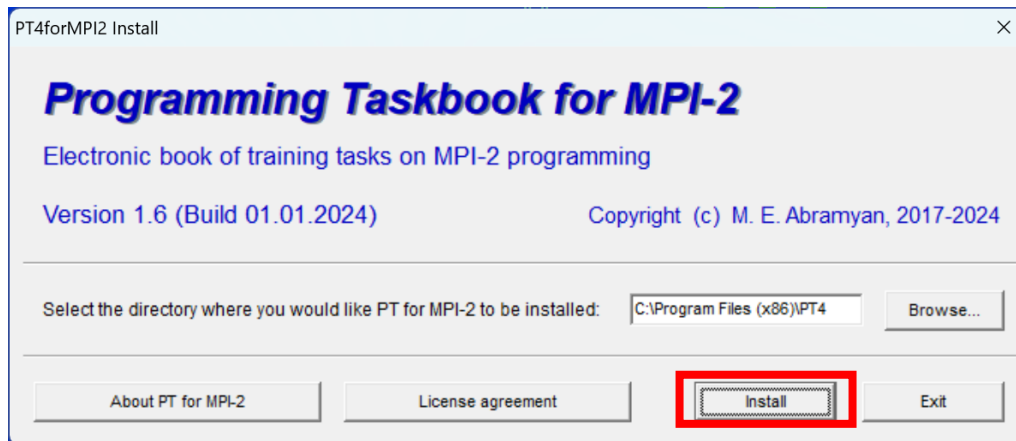 PT4forMPI2 Install
Programming Taskbook for MPI-2
Electronic book of training tasks on MPI-2 programming
Version 1.6 (Build 01.01.2024) Copyright (c) M. E. Abramyan, 2017-2024
Select the directory where you would like PT for MPI-2 to be installed: C:\Program Files (x86)\PT4 Browse...
About PT for MPI-2 License agreement Install Exit